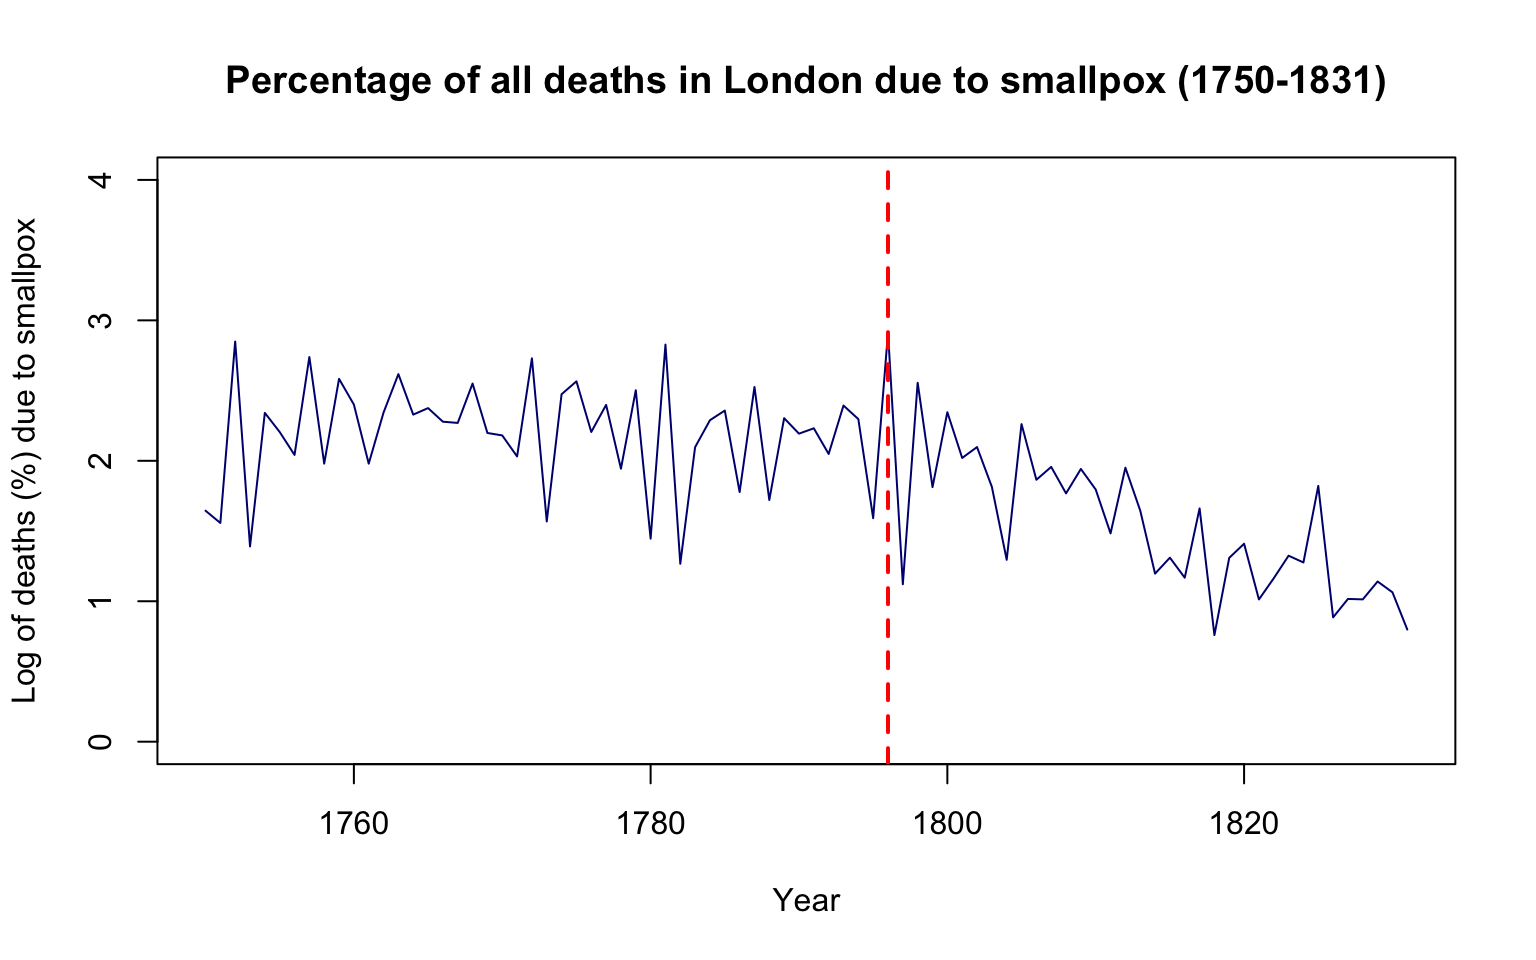 Percentage of all deaths in London due to smallpox (1750-1831)
Log of deaths (%) due to smallpox
4
3
2
1
0
1760 1780 1800 1820
Year